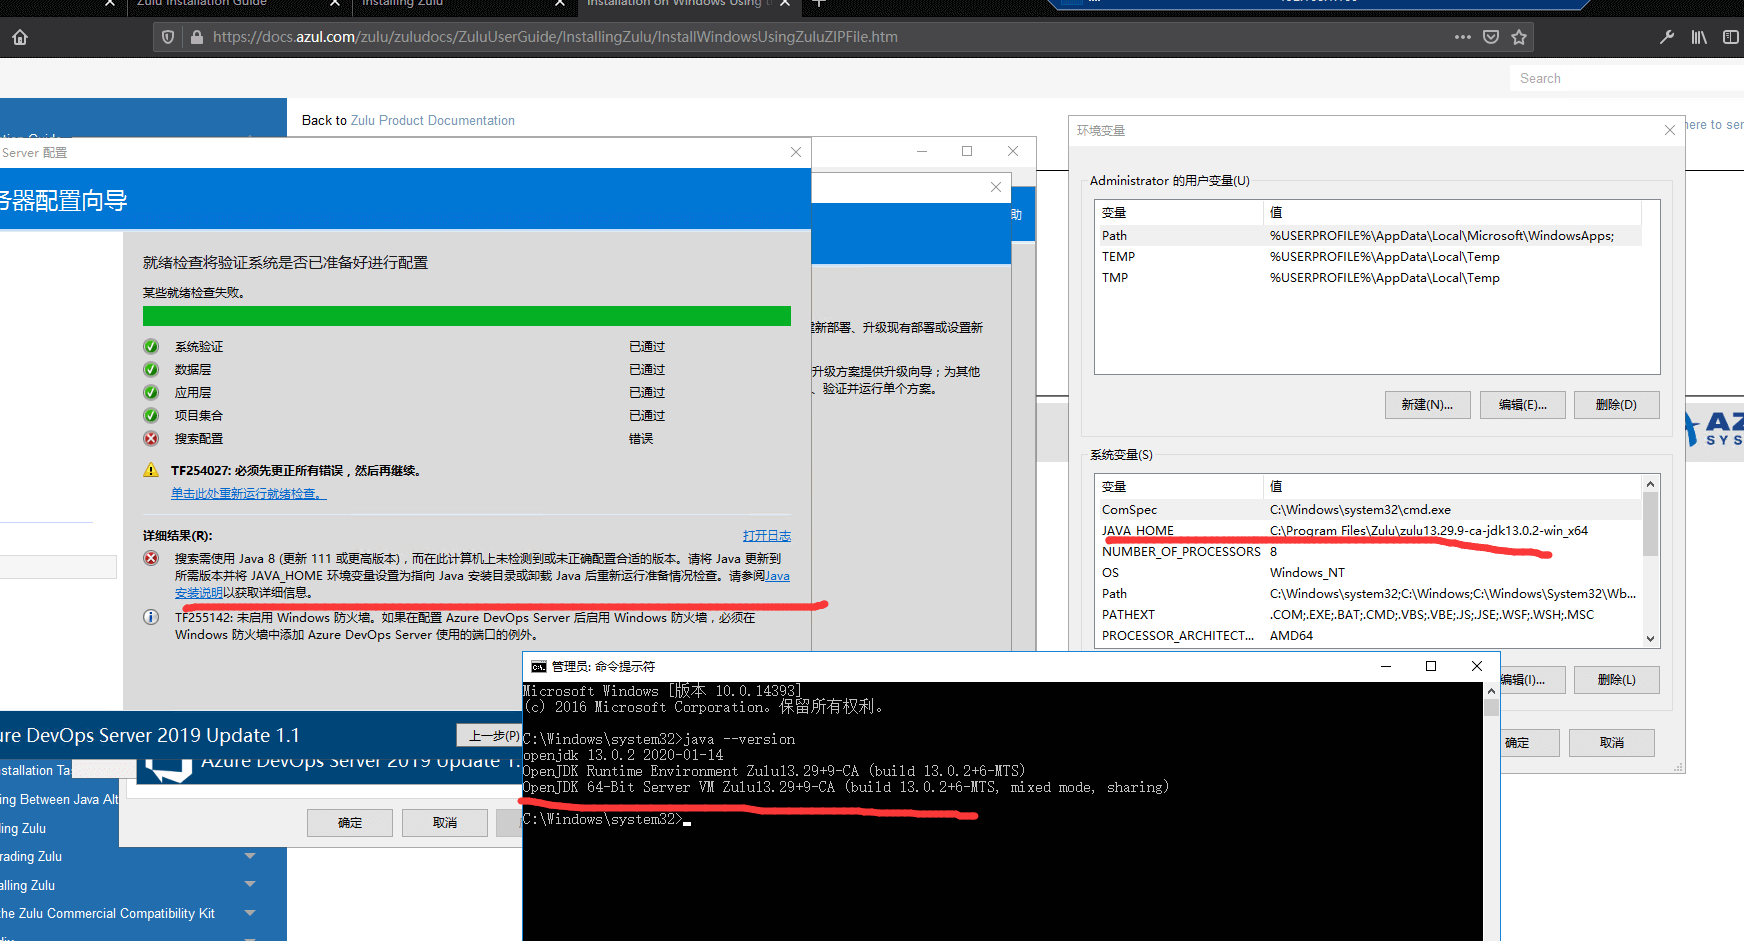 Zulu Installation Guide
Installing Zulu
Installation on Windows Using
https://docs.azul.com/zulu/zuludocs/ZuluUserGuide/InstallingZulu/InstallWindowsUsingZuluZIPFile.htm
Search
Back to Zulu Product Documentation
here to ser
Server 配置
务器配置向导
助
就绪检查将验证系统是否已准备好进行配置
某些就绪检查失败。
系统验证 已通过
数据层 已通过
应用层 已通过
项目集合 已通过
搜索配置 错误
TF254027: 必须先更正所有错误，然后再继续。
单击此处重新运行就绪检查。
详细结果(R): 打开日志
搜索需使用 Java 8 (更新 111 或更高版本)，而在此计算机上未检测到或未正确配置合适的版本。请将 Java 更新到
所需版本并将 JAVA_HOME 环境变量设置为指向 Java 安装目录或卸载 Java 后重新运行准备情况检查。请参阅Java
安装说明以获取详细信息。
TF255142: 未启用 Windows 防火墙。如果在配置 Azure DevOps Server 后启用 Windows 防火墙，必须在
Windows 防火墙中添加 Azure DevOps Server 使用的端口的例外。
新部署、升级现有部署或设置新
升级方案提供升级向导；为其他
、验证并运行单个方案。
ure DevOps Server 2019 Update 1.1
上一步(P)
Azure DevOps Server 2019 Update 1.
确定 取消
nstallation Ta
ing Between Java Alt
ling Zulu
rading Zulu
alling Zulu
he Zulu Commercial Compatibility Kit
环境变量
Administrator 的用户变量(U)
变量 值
Path %USERPROFILE%\AppData\Local\Microsoft\WindowsApps;
TEMP %USERPROFILE%\AppData\Local\Temp
TMP %USERPROFILE%\AppData\Local\Temp
新建(N)... 编辑(E)... 删除(D)
系统变量(S)
变量 值
ComSpec C:\Windows\system32\cmd.exe
JAVA_HOME C:\Program Files\Zulu\zulu13.29.9-ca-jdk13.0.2-win_x64
NUMBER_OF_PROCESSORS 8
OS Windows_NT
Path C:\Windows\system32;C:\Windows;C:\Windows\System32\Wb...
PATHEXT .COM;.EXE;.BAT;.CMD;.VBS;.VBE;.JS;.JSE;.WSF;.WSH;.MSC
PROCESSOR_ARCHITECT... AMD64
编辑(I)... 删除(L)
确定 取消
AZ
SYS
管理员: 命令提示符
Microsoft Windows [版本 10.0.14393]
(c) 2016 Microsoft Corporation。保留所有权利。
C:\Windows\system32>java --version
openjdk 13.0.2 2020-01-14
OpenJDK Runtime Environment Zulu13.29+9-CA (build 13.0.2+6-MTS)
OpenJDK 64-Bit Server VM Zulu13.29+9-CA (build 13.0.2+6-MTS, mixed mode, sharing)
C:\Windows\system32>